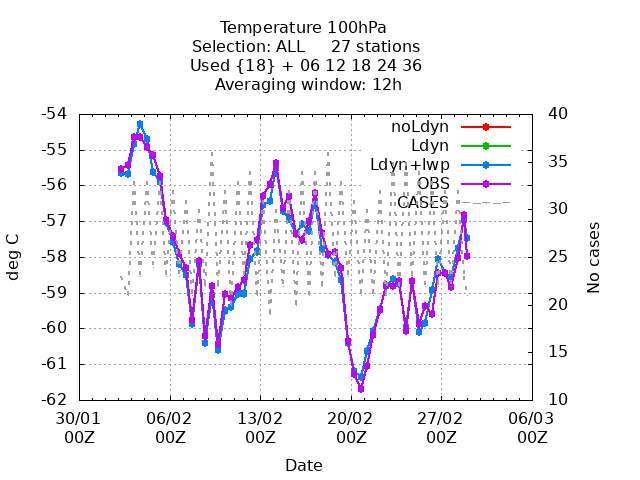 Temperature 100hPa
Selection: ALL     27 stations
Used {18} + 06 12 18 24 36
Averaging window: 12h
-54 40
noLdyn
Ldyn
-55 35
Ldyn+lwp
-56 OBS
CASES 30
-57
deg C -58 25 No cases
-59 20
-60 15
-61
-62 10
30/01 06/02 13/02 20/02 27/02 06/03
00Z 00Z 00Z 00Z 00Z 00Z
Date